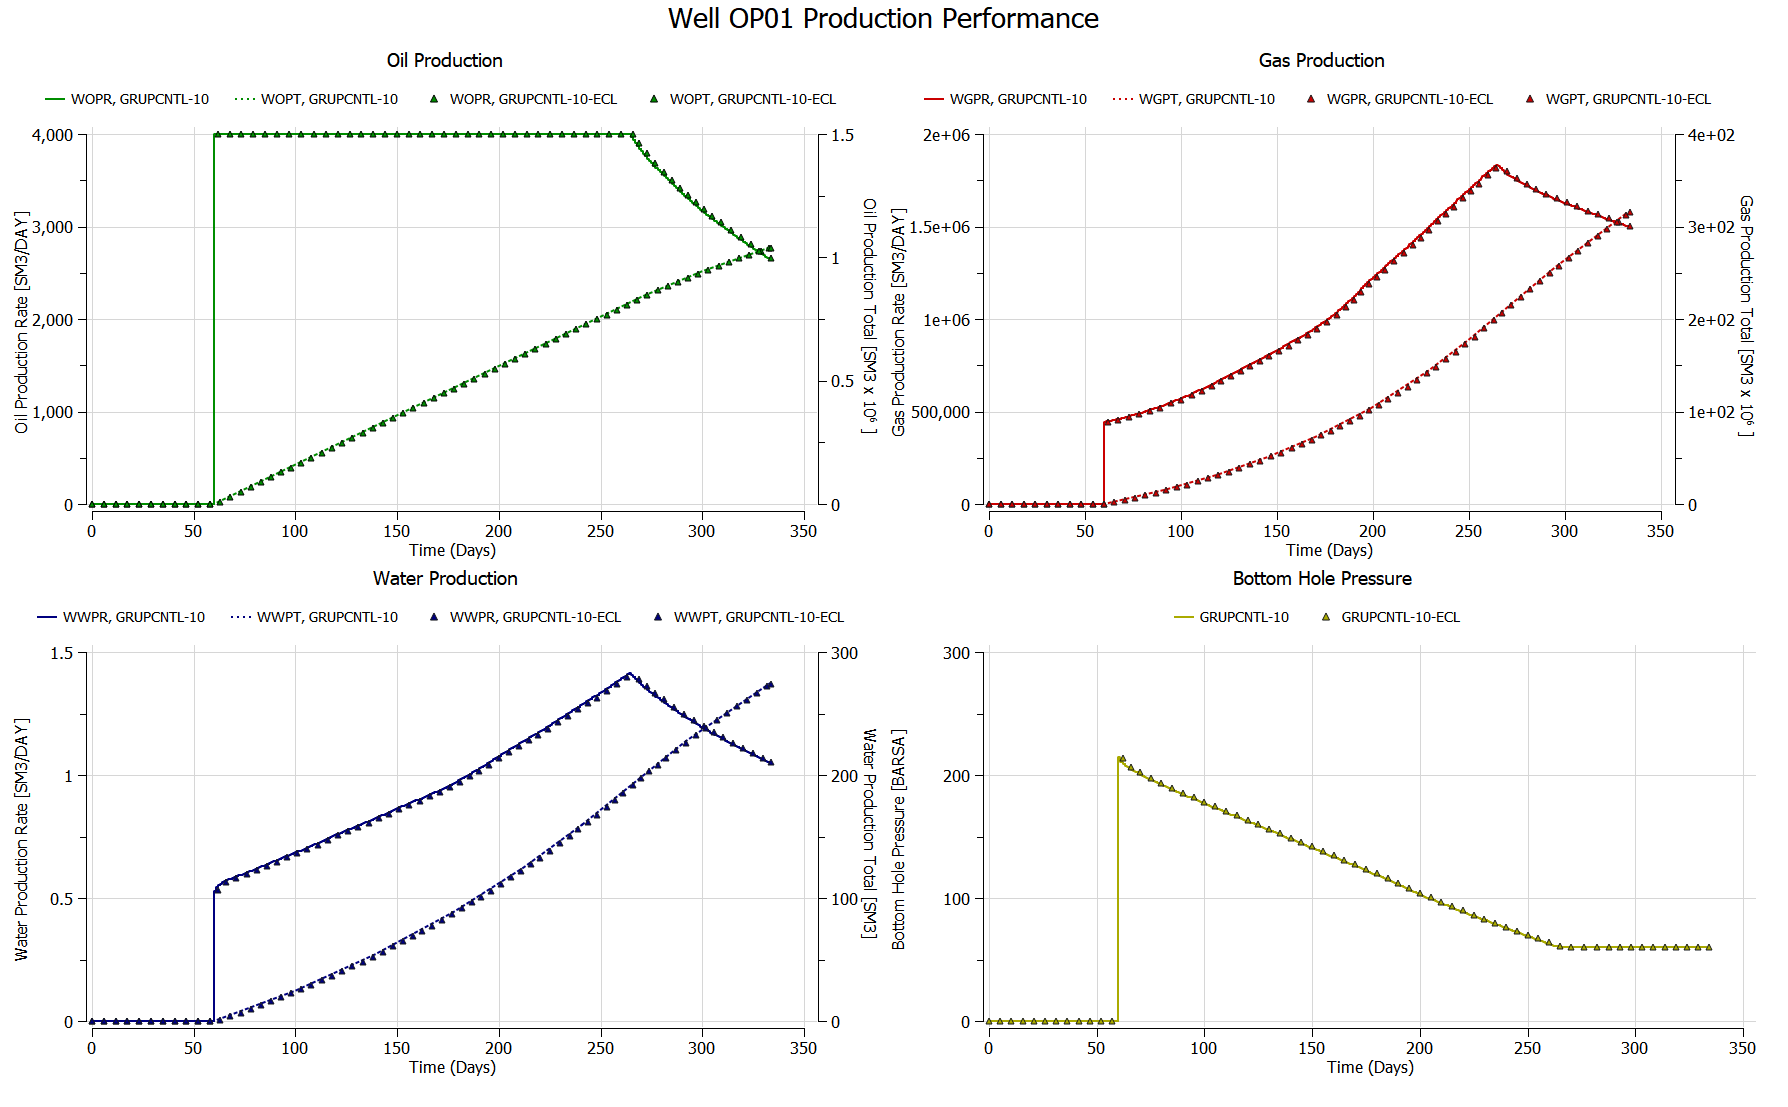 Well OP01 Production Performance
Oil Production
WOPR, GRUPCNTL-10 WOPT, GRUPCNTL-10 WOPR, GRUPCNTL-10-ECL WOPT, GRUPCNTL-10-ECL
Oil Production Rate [SM3/DAY]
4,000
3,000
2,000
1,000
0
1.5
1
0.5
0
Oil Production Total [SM3 x 10⁶ ]
0 50 100 150 200 250 300 350
Time (Days)
Gas Production
WGPR, GRUPCNTL-10 WGPT, GRUPCNTL-10 WGPR, GRUPCNTL-10-ECL WGPT, GRUPCNTL-10-ECL
Gas Production Rate [SM3/DAY]
2e+06
1.5e+06
1e+06
500,000
0
4e+02
3e+02
2e+02
1e+02
0
Gas Production Total [SM3 x 10⁶ ]
0 50 100 150 200 250 300 350
Time (Days)
Water Production
WWPR, GRUPCNTL-10 WWPT, GRUPCNTL-10 WWPR, GRUPCNTL-10-ECL WWPT, GRUPCNTL-10-ECL
Water Production Rate [SM3/DAY]
1.5
1
0.5
0
300
200
100
0
Water Production Total [SM3]
0 50 100 150 200 250 300 350
Time (Days)
Bottom Hole Pressure
GRUPCNTL-10 GRUPCNTL-10-ECL
Bottom Hole Pressure [BARSA]
300
200
100
0
0 50 100 150 200 250 300 350
Time (Days)